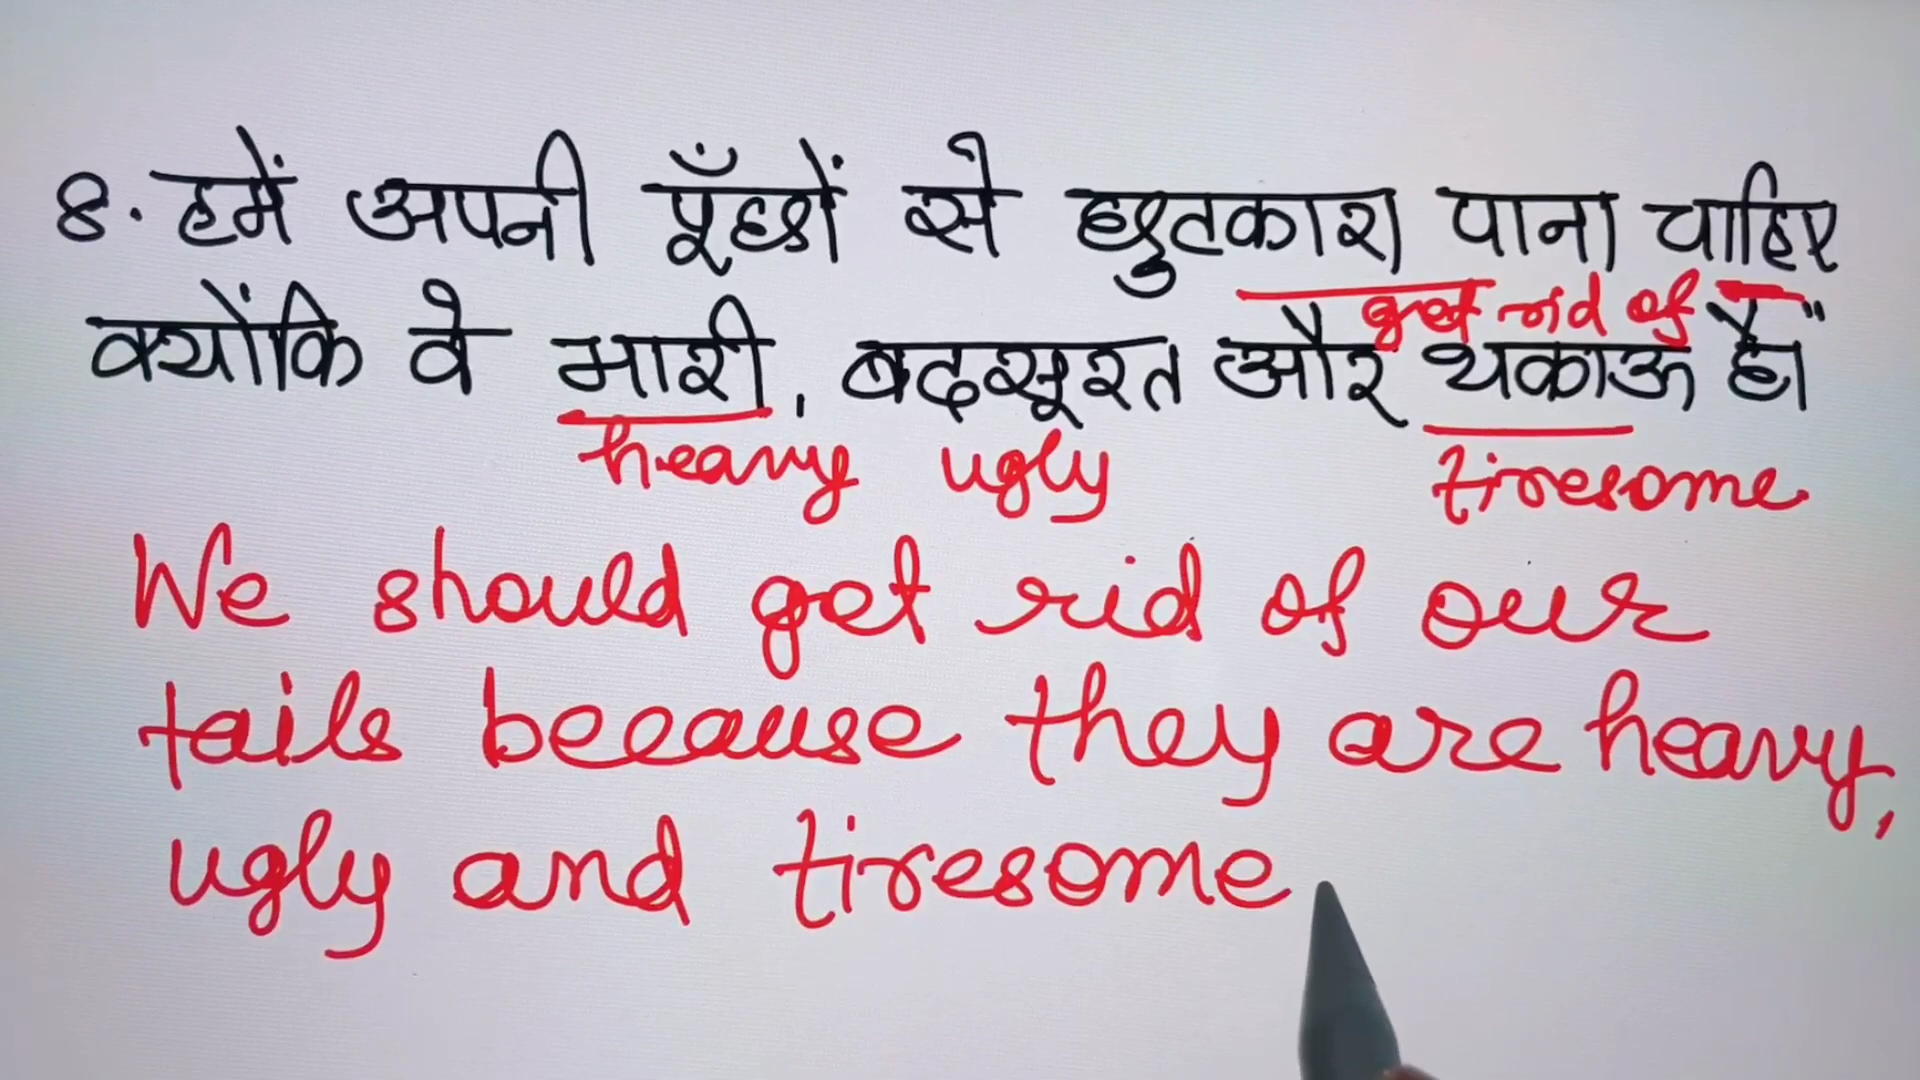 8. हमें अपनी पूँछों से छुटकारा पाना चाहिए
get rid of
क्योंकि वे भारी, बदसूरत और थकाऊ हैं।"
heavy ugly tiresome
We should get rid of our
tails because they are heavy,
ugly and tiresome